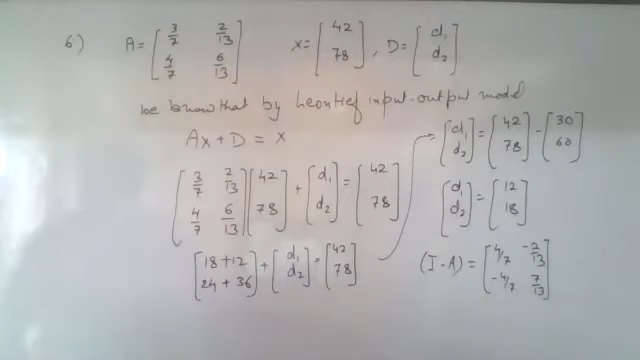 6) A = [3/7 2/13; 4/7 6/13] X = [42; 78], D = [d₁; d₂]
We know that by Leontief input-output model
Ax + D = X
[3/7 2/13; 4/7 6/13] [42; 78] + [d₁; d₂] = [42; 78]
[18+12; 24+36] + [d₁; d₂] = [42; 78]
[d₁; d₂] = [42; 78] - [30; 60]
[d₁; d₂] = [12; 18]
(I-A) = [4/7 -2/13; -4/7 7/13]